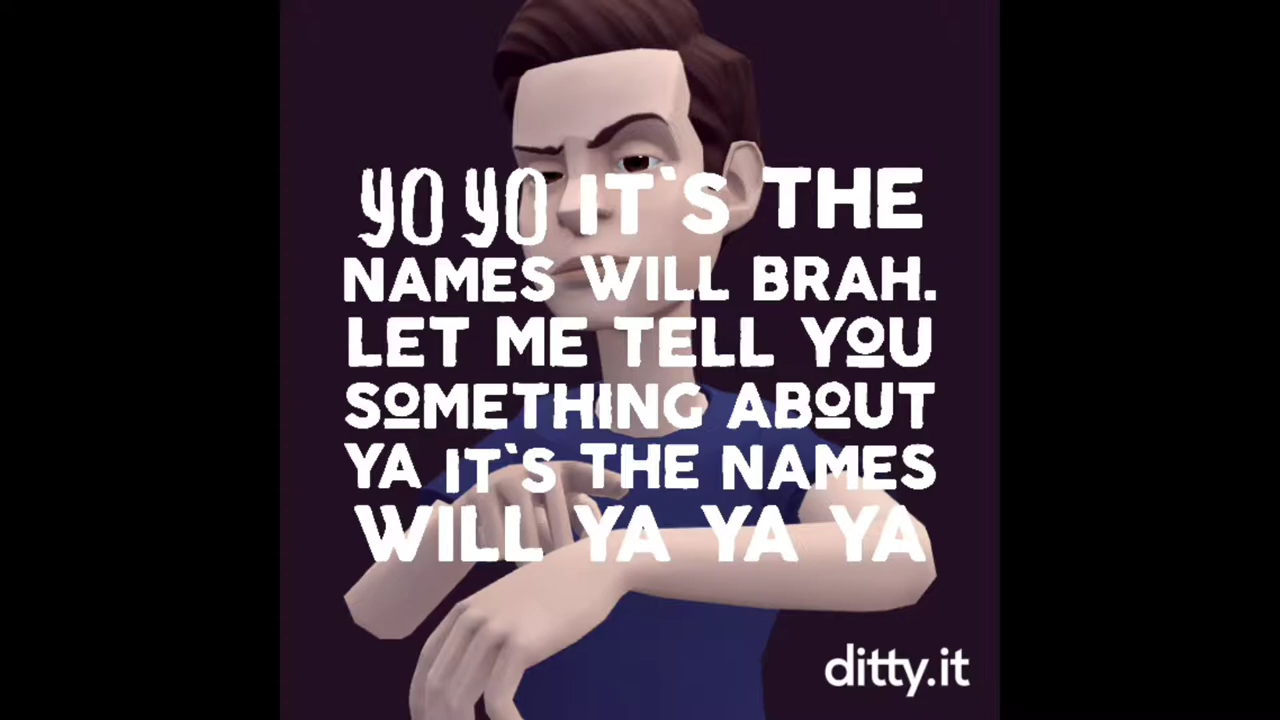 YO YO IT`S THE
NAMES WILL BRAH.
LET ME TELL YOU
SOMETHING ABOUT
YA IT`S THE NAMES
WILL YA YA YA
ditty.it